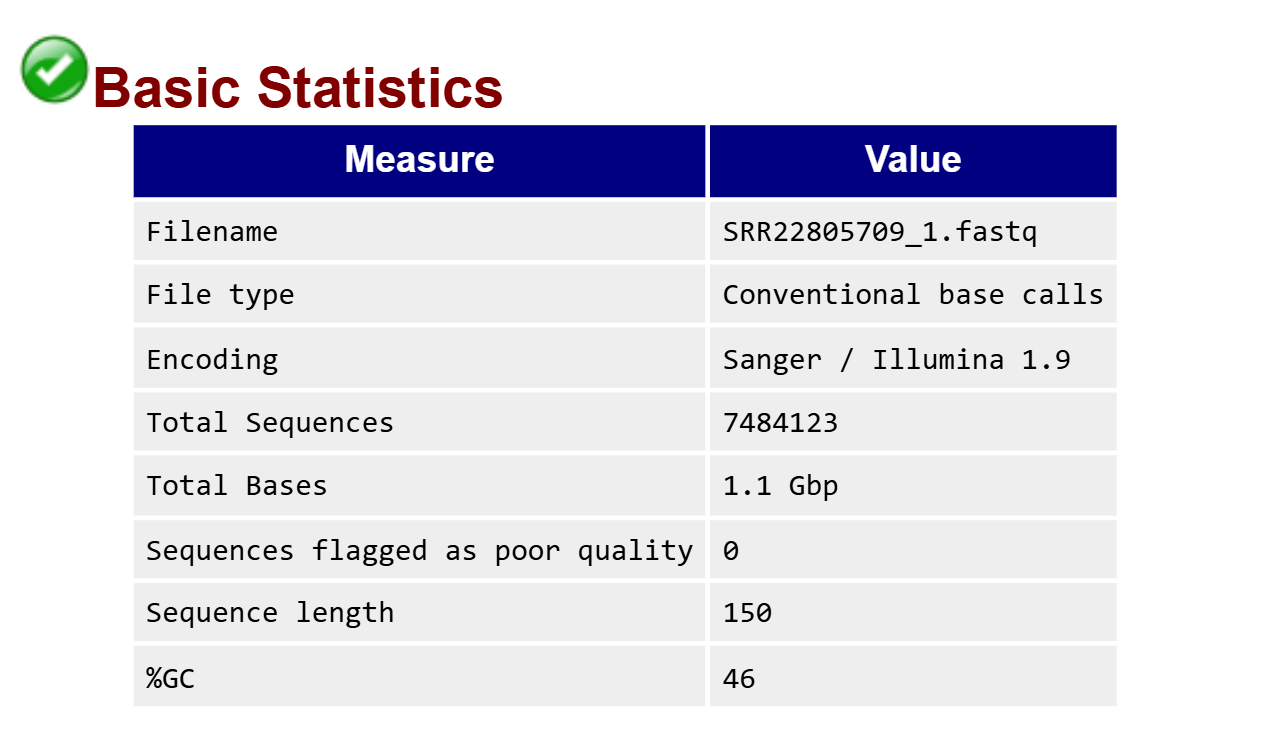 Basic Statistics
Measure Value
Filename SRR22805709_1.fastq
File type Conventional base calls
Encoding Sanger / Illumina 1.9
Total Sequences 7484123
Total Bases 1.1 Gbp
Sequences flagged as poor quality 0
Sequence length 150
%GC 46